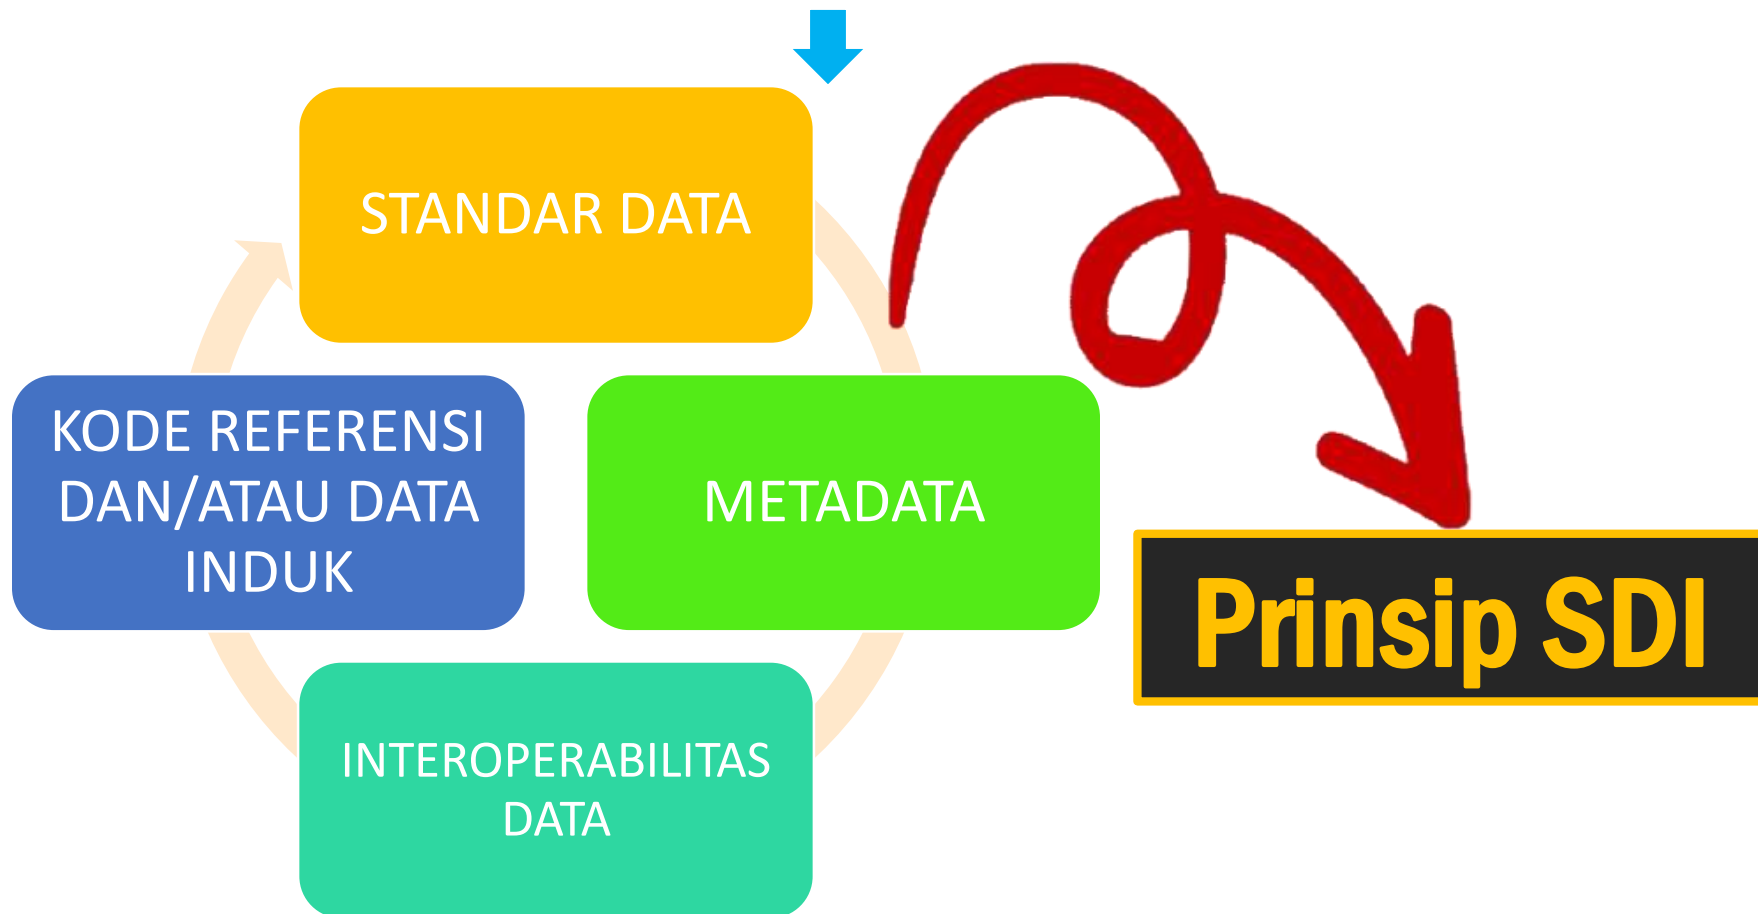 STANDAR DATA
KODE REFERENSI
DAN/ATAU DATA
INDUK
METADATA
INTEROPERABILITAS
DATA
Prinsip SDI